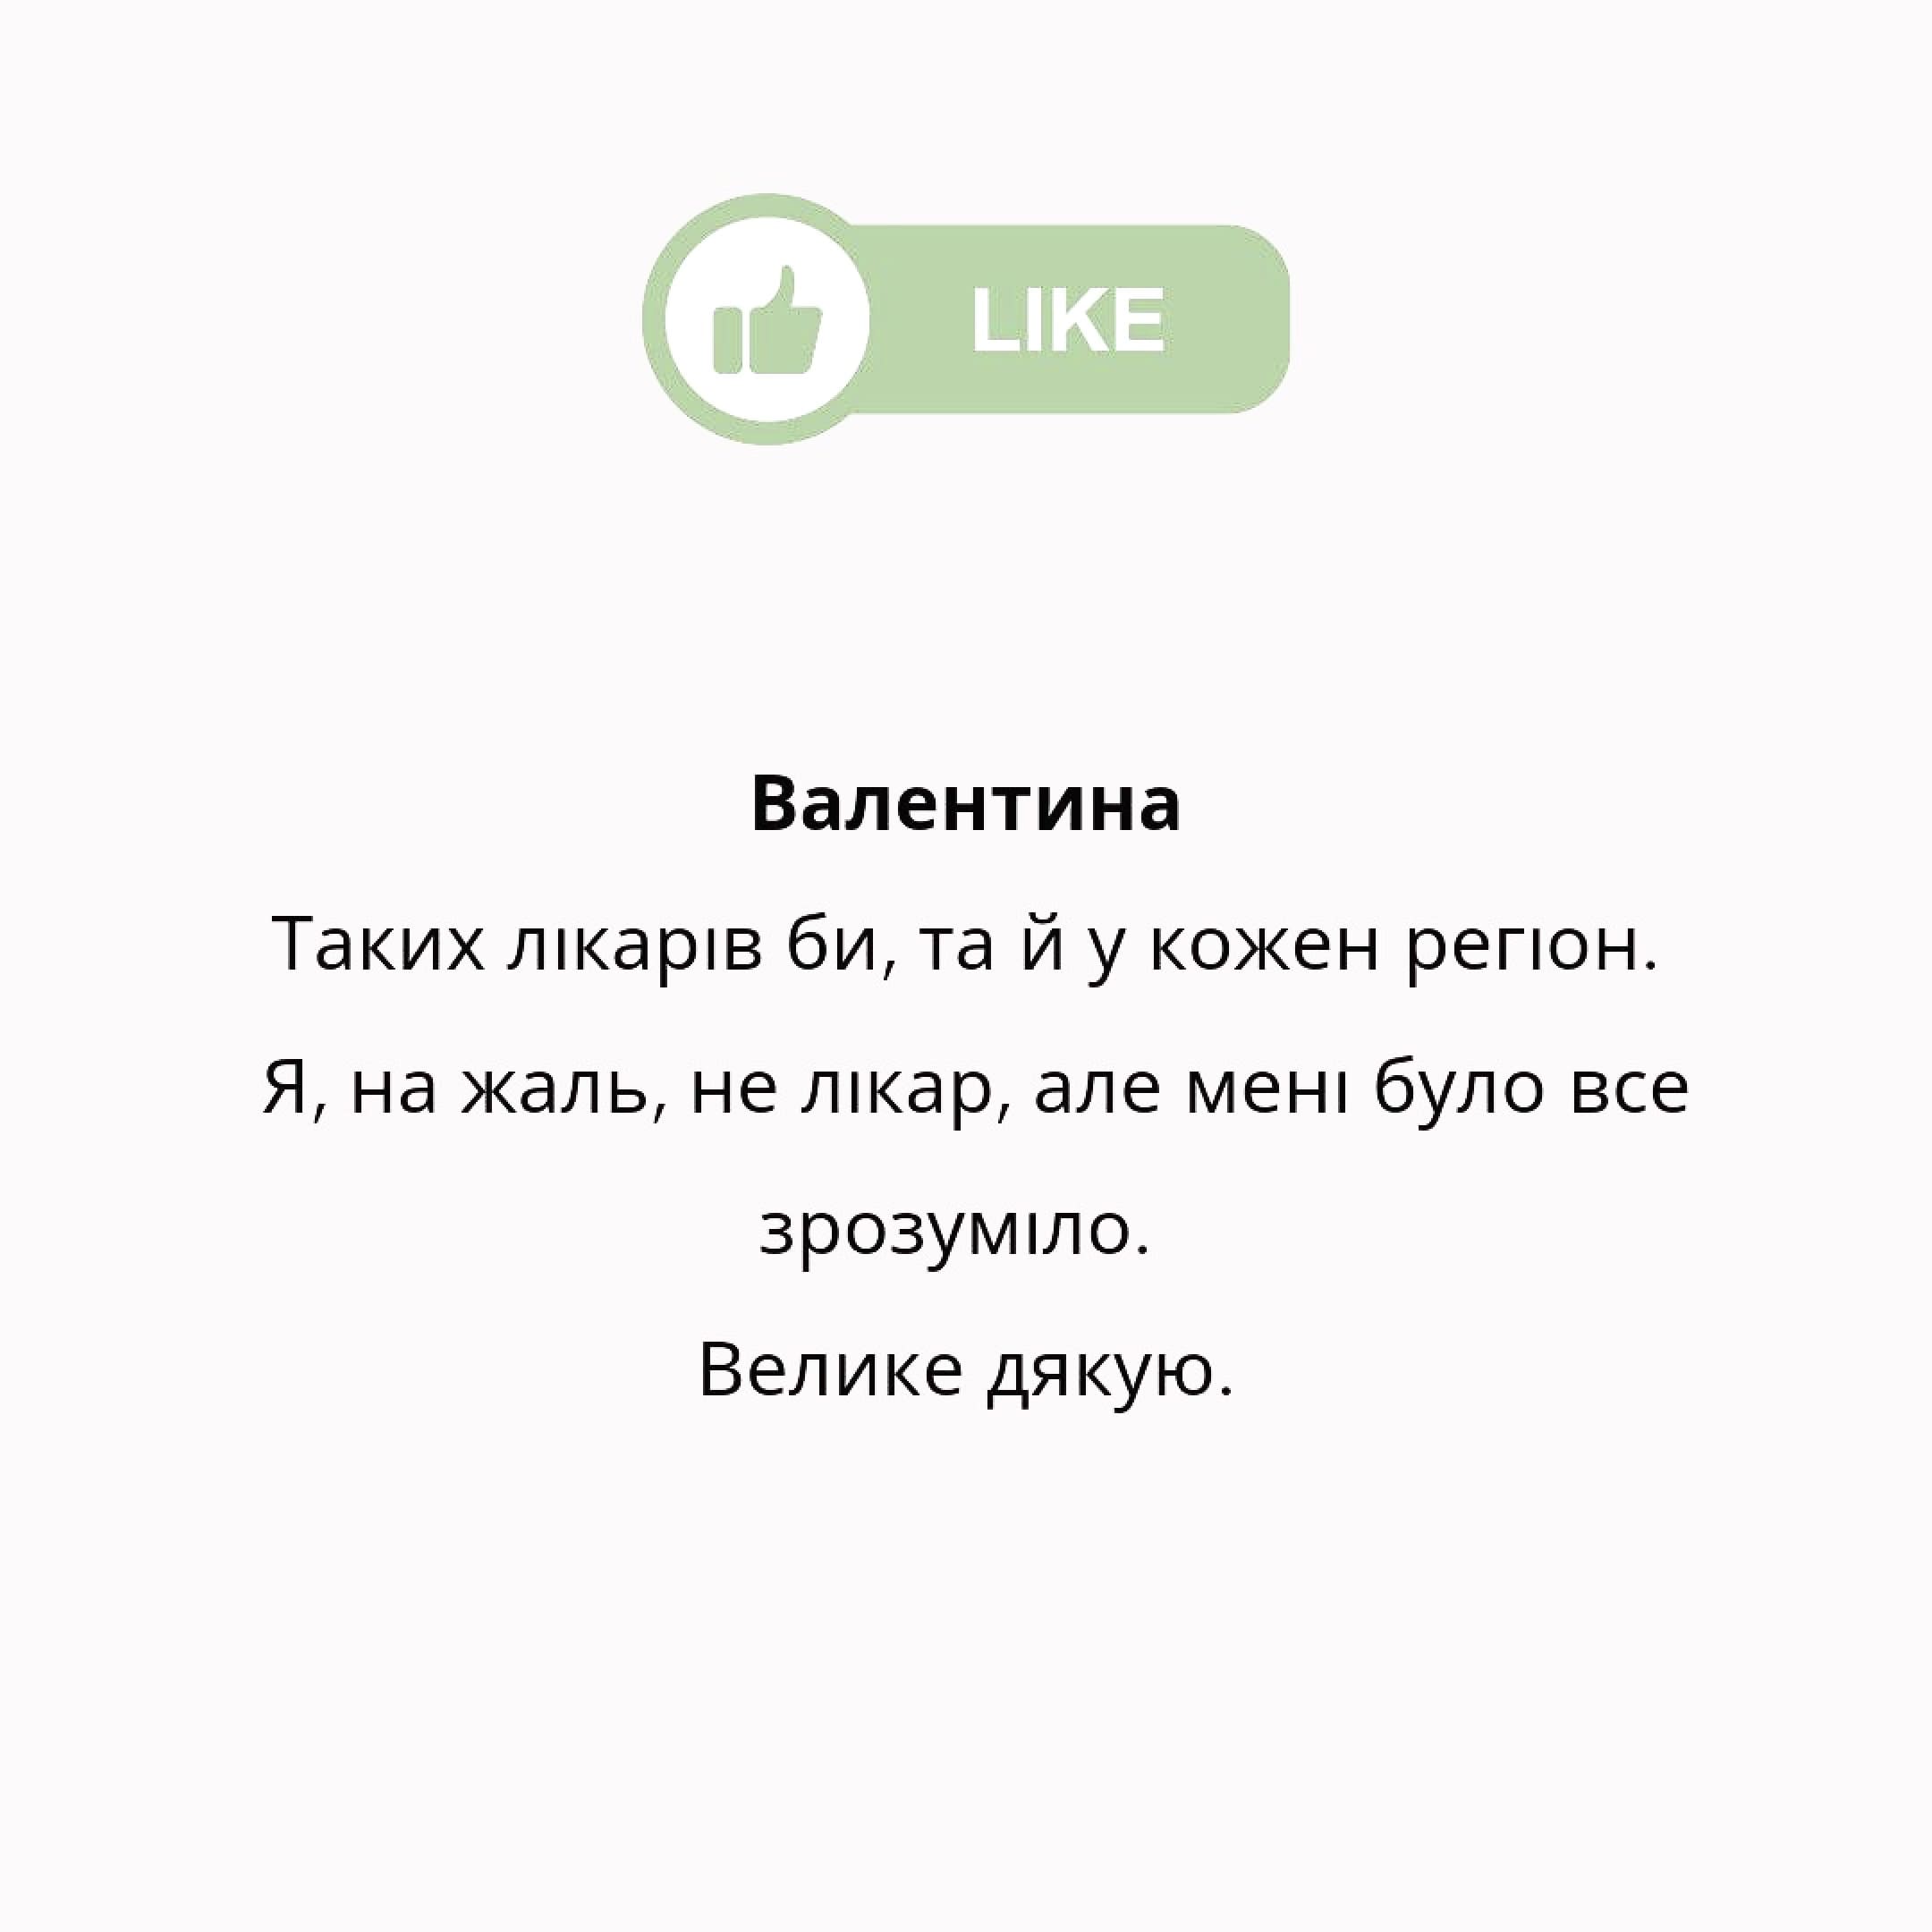 LIKE
Валентина
Таких лікарів би, та й у кожен регіон.
Я, на жаль, не лікар, але мені було все
зрозуміло.
Велике дякую.